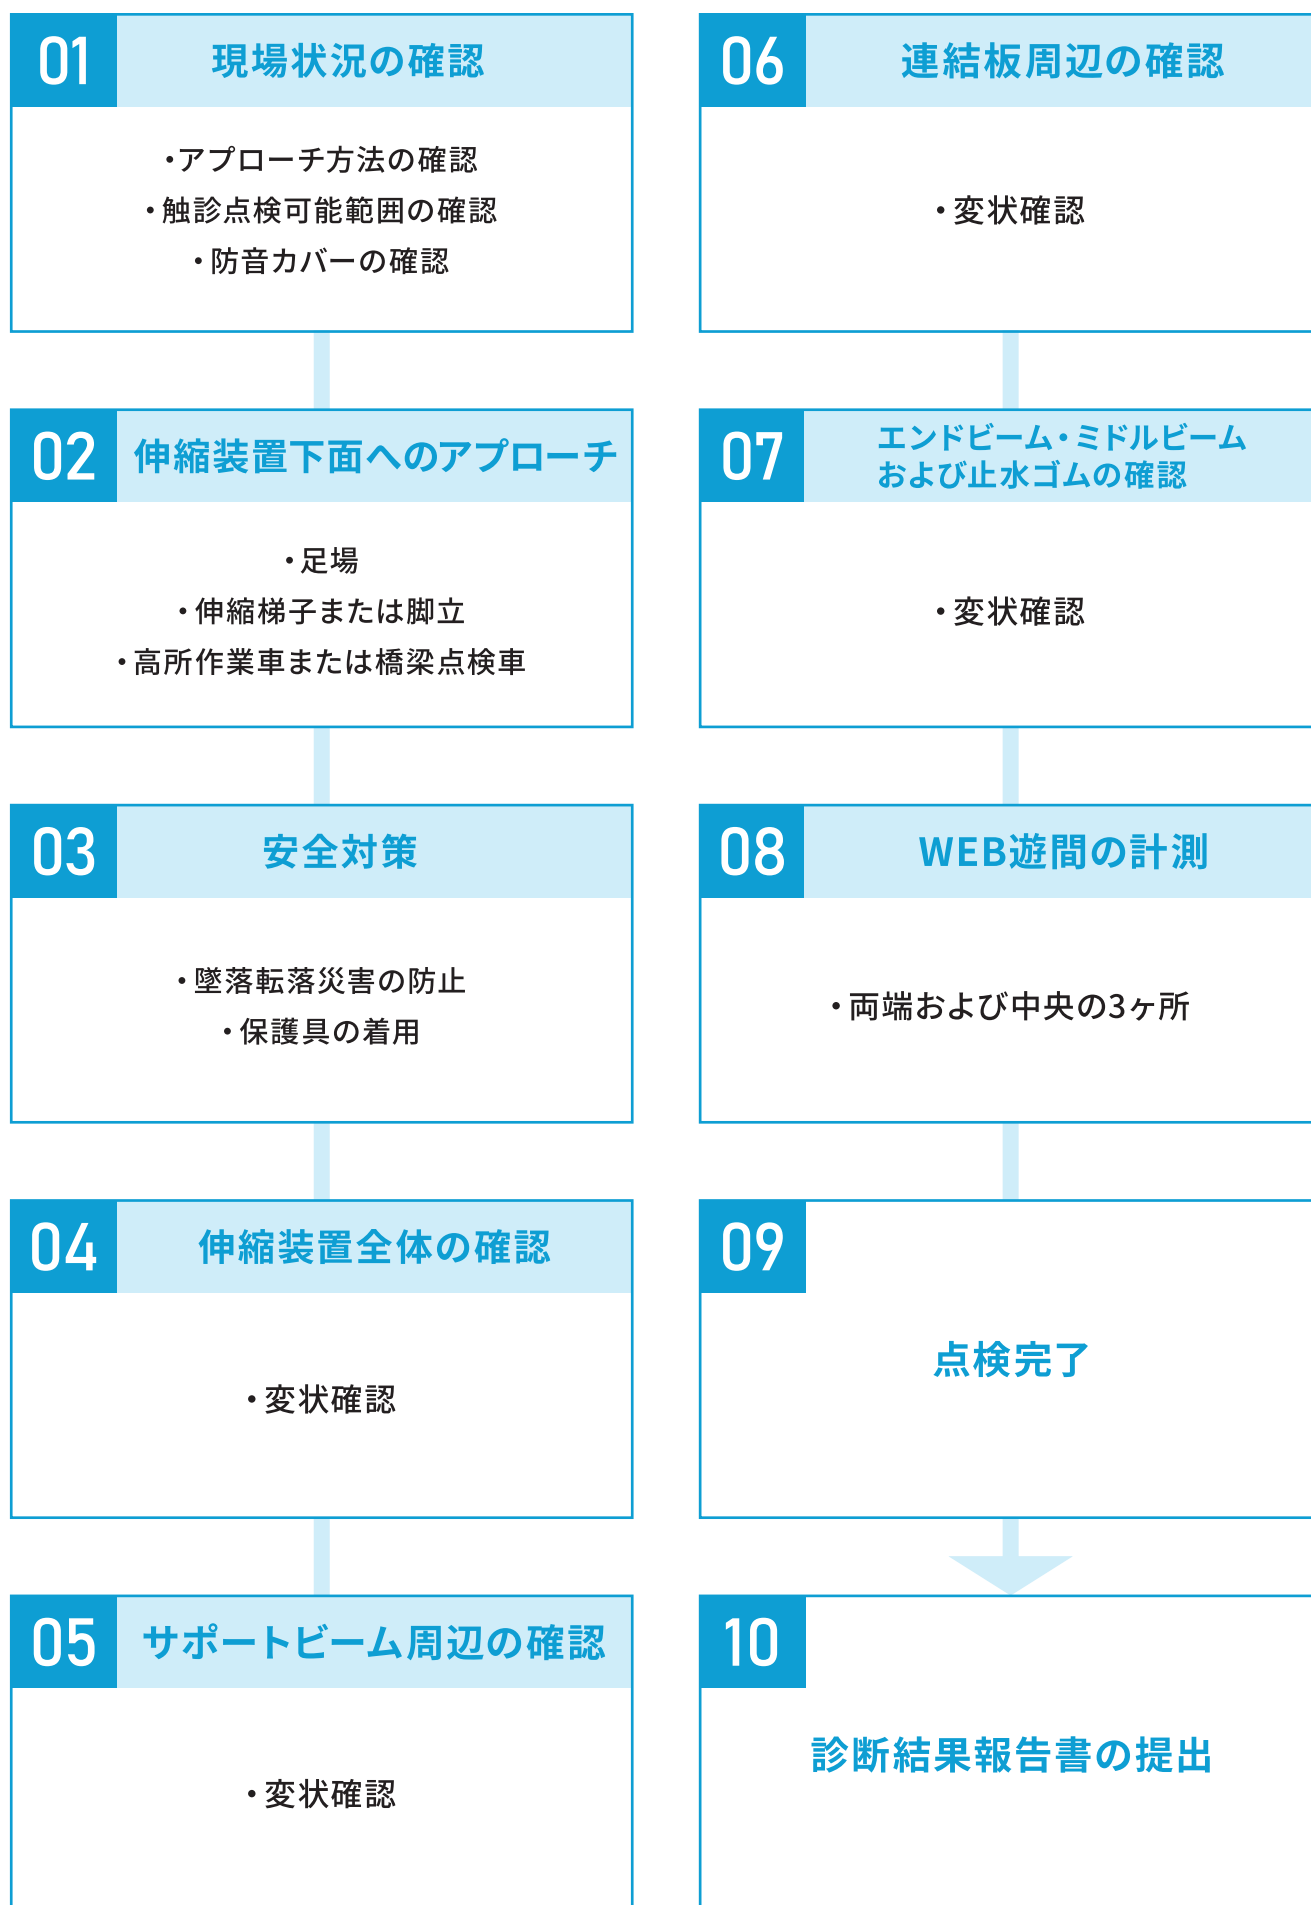 01
現場状況の確認
・アプローチ方法の確認
・触診点検可能範囲の確認
・防音カバーの確認
02
伸縮装置下面へのアプローチ
・足場
・伸縮梯子または脚立
・高所作業車または橋梁点検車
03
安全対策
・墜落転落災害の防止
・保護具の着用
04
伸縮装置全体の確認
・変状確認
05
サポートビーム周辺の確認
・変状確認
06
連結板周辺の確認
・変状確認
07
エンドビーム・ミドルビーム
および止水ゴムの確認
・変状確認
08
WEB遊間の計測
・両端および中央の3ヶ所
09
点検完了
10
診断結果報告書の提出